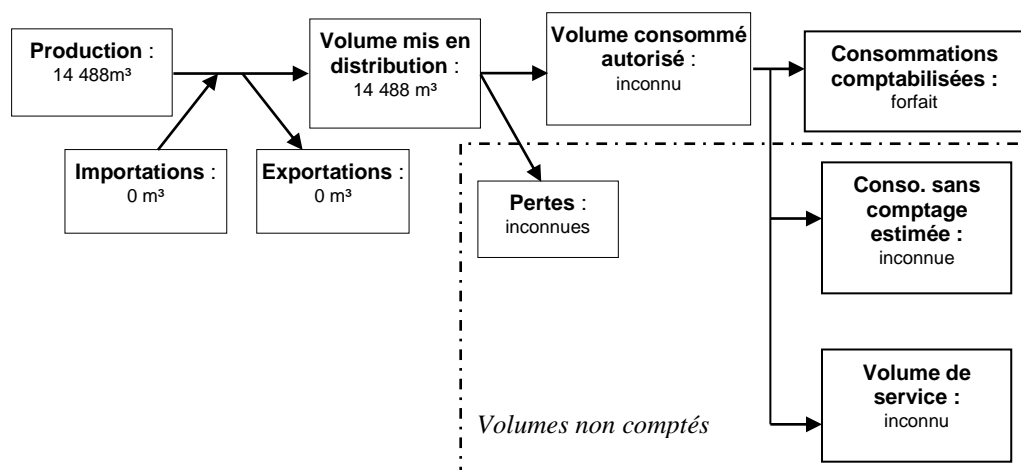 Production :
14 488m³
Volume mis en
distribution :
14 488 m³
Volume consommé
autorisé :
inconnu
Consommations
comptabilisées :
forfait
Importations :
0 m³
Exportations :
0 m³
Pertes :
inconnues
Conso. sans
comptage
estimée :
inconnue
Volume de
service :
inconnu
Volumes non comptés